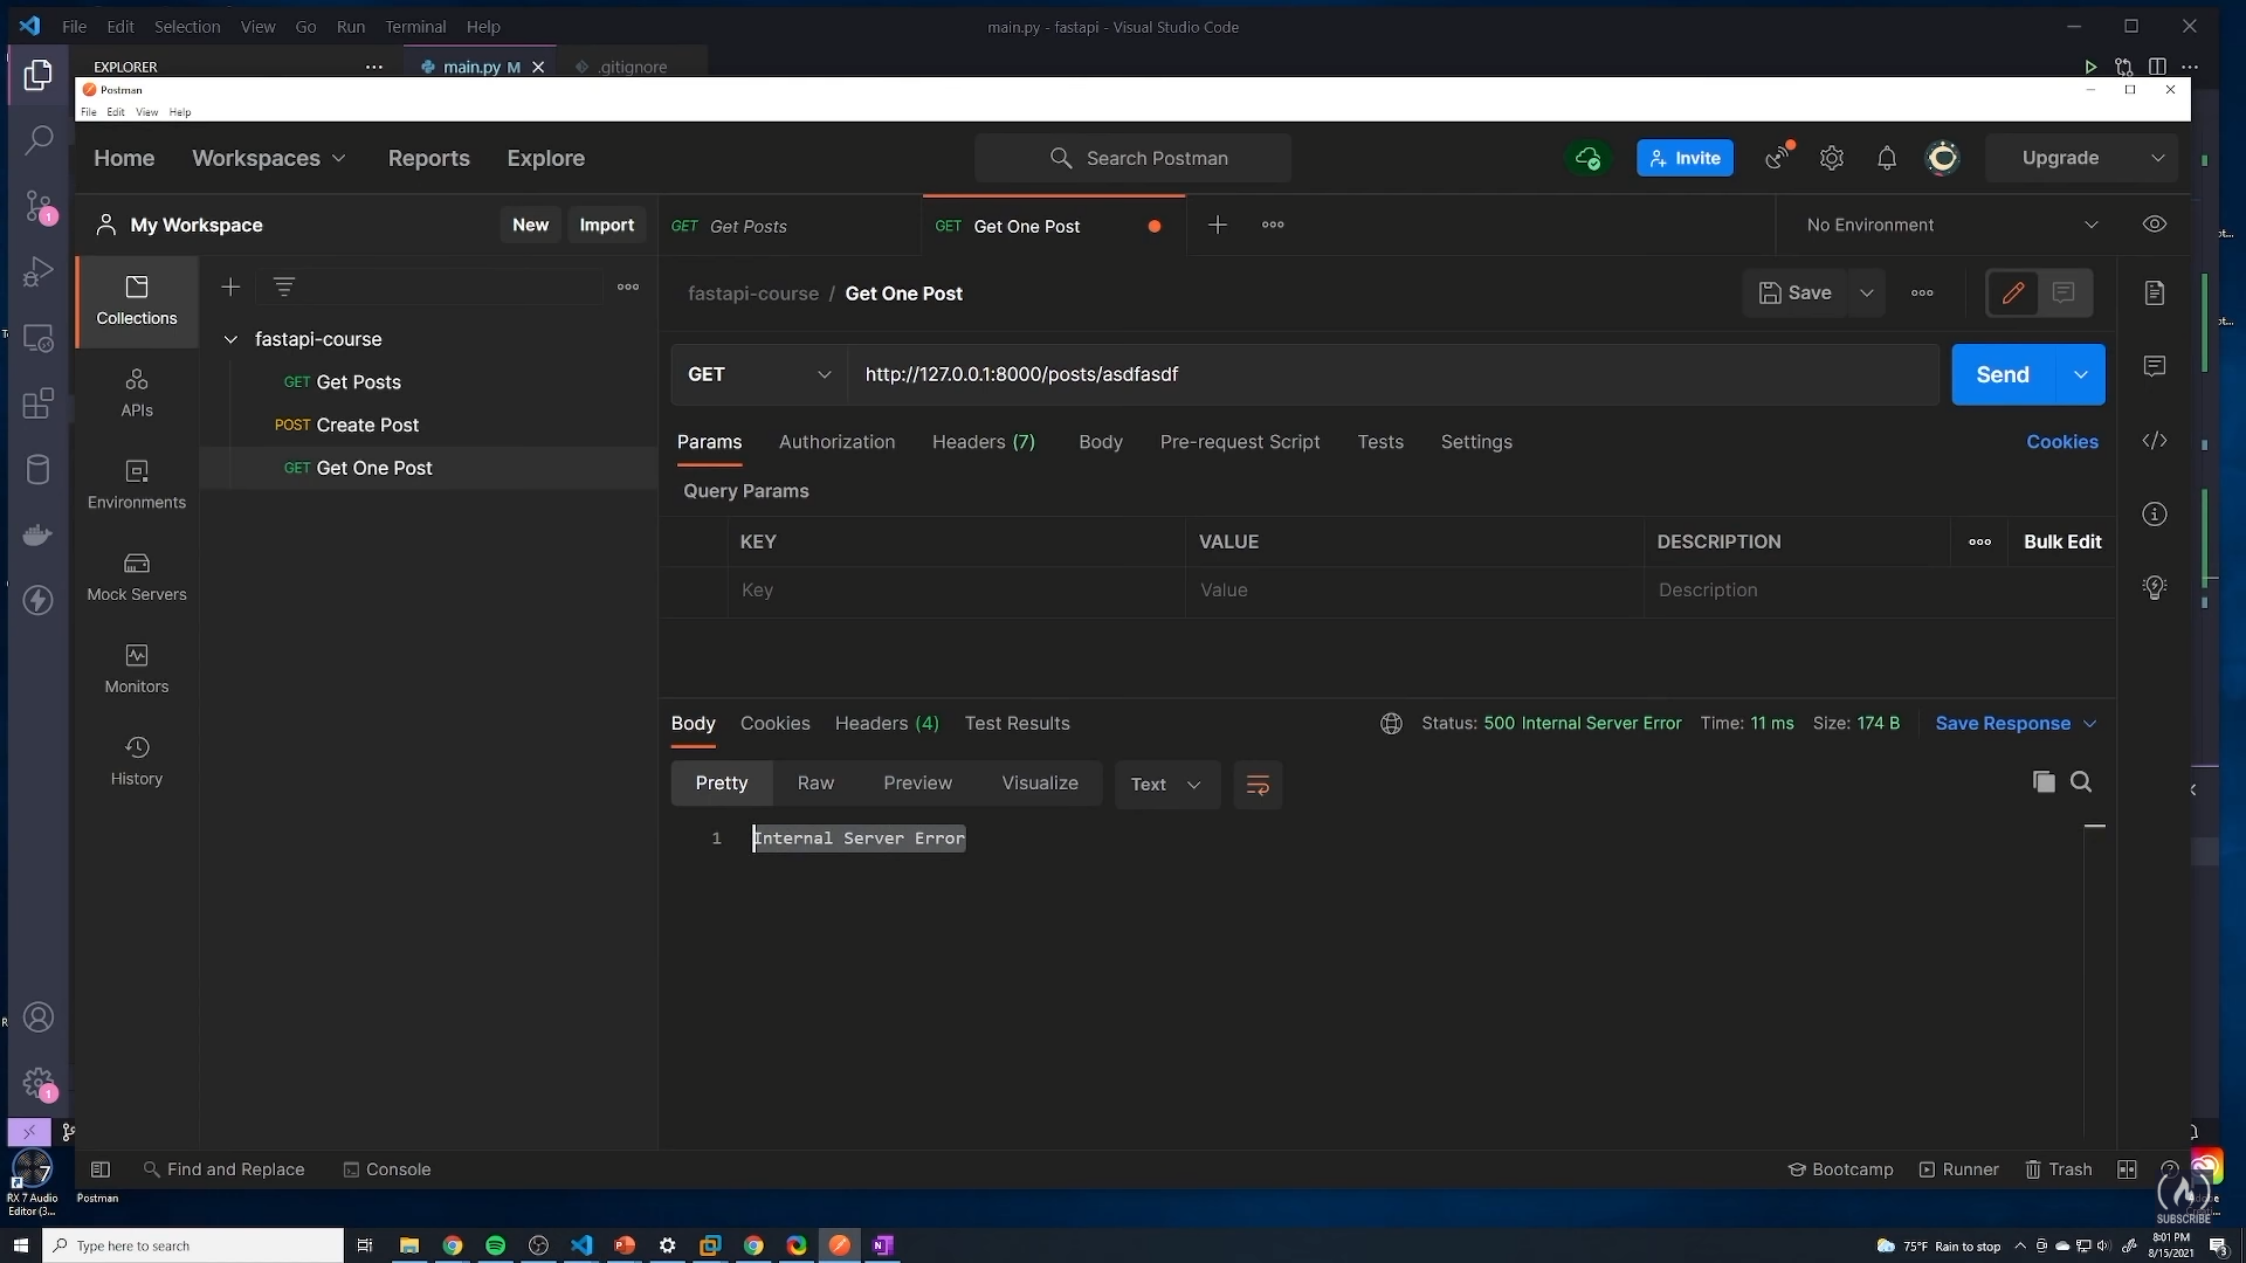 File Edit Selection View Go Run Terminal Help
main.py - fastapi - Visual Studio Code
EXPLORER
main.py M
.gitignore
Postman
File Edit View Help
Home Workspaces Reports Explore
Search Postman
Invite
Upgrade
My Workspace
New
Import
GET Get Posts
GET Get One Post
No Environment
Collections
fastapi-course
GET Get Posts
POST Create Post
GET Get One Post
APIs
Environments
Mock Servers
Monitors
History
fastapi-course / Get One Post
Save
GET
http://127.0.0.1:8000/posts/asdfasdf
Send
Params Authorization Headers (7) Body Pre-request Script Tests Settings
Cookies
Query Params
KEY VALUE DESCRIPTION
Bulk Edit
Key Value Description
Body Cookies Headers (4) Test Results
Status: 500 Internal Server Error Time: 11 ms Size: 174 B
Save Response
Pretty Raw Preview Visualize
Text
1 Internal Server Error
Find and Replace
Console
Bootcamp
Runner
Trash
RX 7 Audio
Editor (3...
Postman
SUBSCRIBE
Type here to search
75°F Rain to stop
8:01 PM
8/15/2021